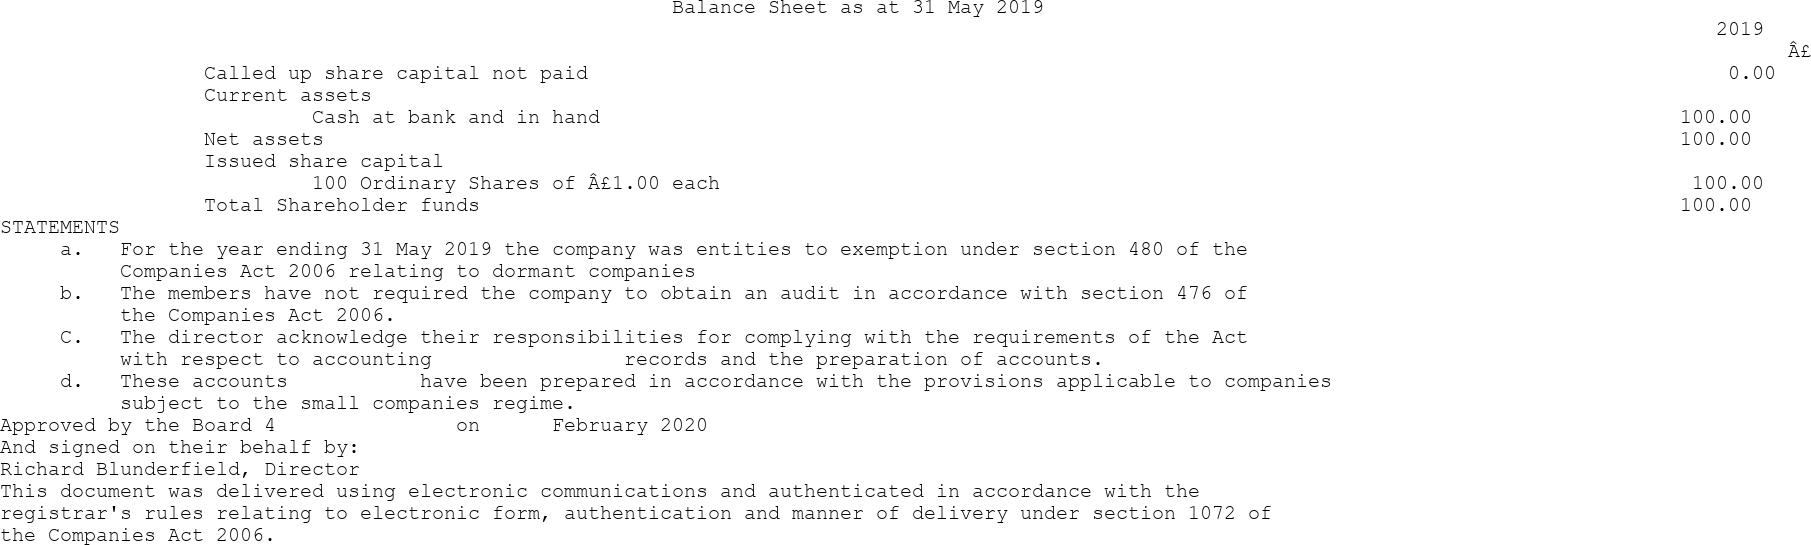 Balance Sheet as at 31 May 2019
2019
Â£
Called up share capital not paid 0.00
Current assets
Cash at bank and in hand 100.00
Net assets 100.00
Issued share capital
100 Ordinary Shares of Â£1.00 each 100.00
Total Shareholder funds 100.00
STATEMENTS
a. For the year ending 31 May 2019 the company was entities to exemption under section 480 of the
Companies Act 2006 relating to dormant companies
b. The members have not required the company to obtain an audit in accordance with section 476 of
the Companies Act 2006.
C. The director acknowledge their responsibilities for complying with the requirements of the Act
with respect to accounting records and the preparation of accounts.
d. These accounts have been prepared in accordance with the provisions applicable to companies
subject to the small companies regime.
Approved by the Board 4 on February 2020
And signed on their behalf by:
Richard Blunderfield, Director
This document was delivered using electronic communications and authenticated in accordance with the
registrar's rules relating to electronic form, authentication and manner of delivery under section 1072 of
the Companies Act 2006.